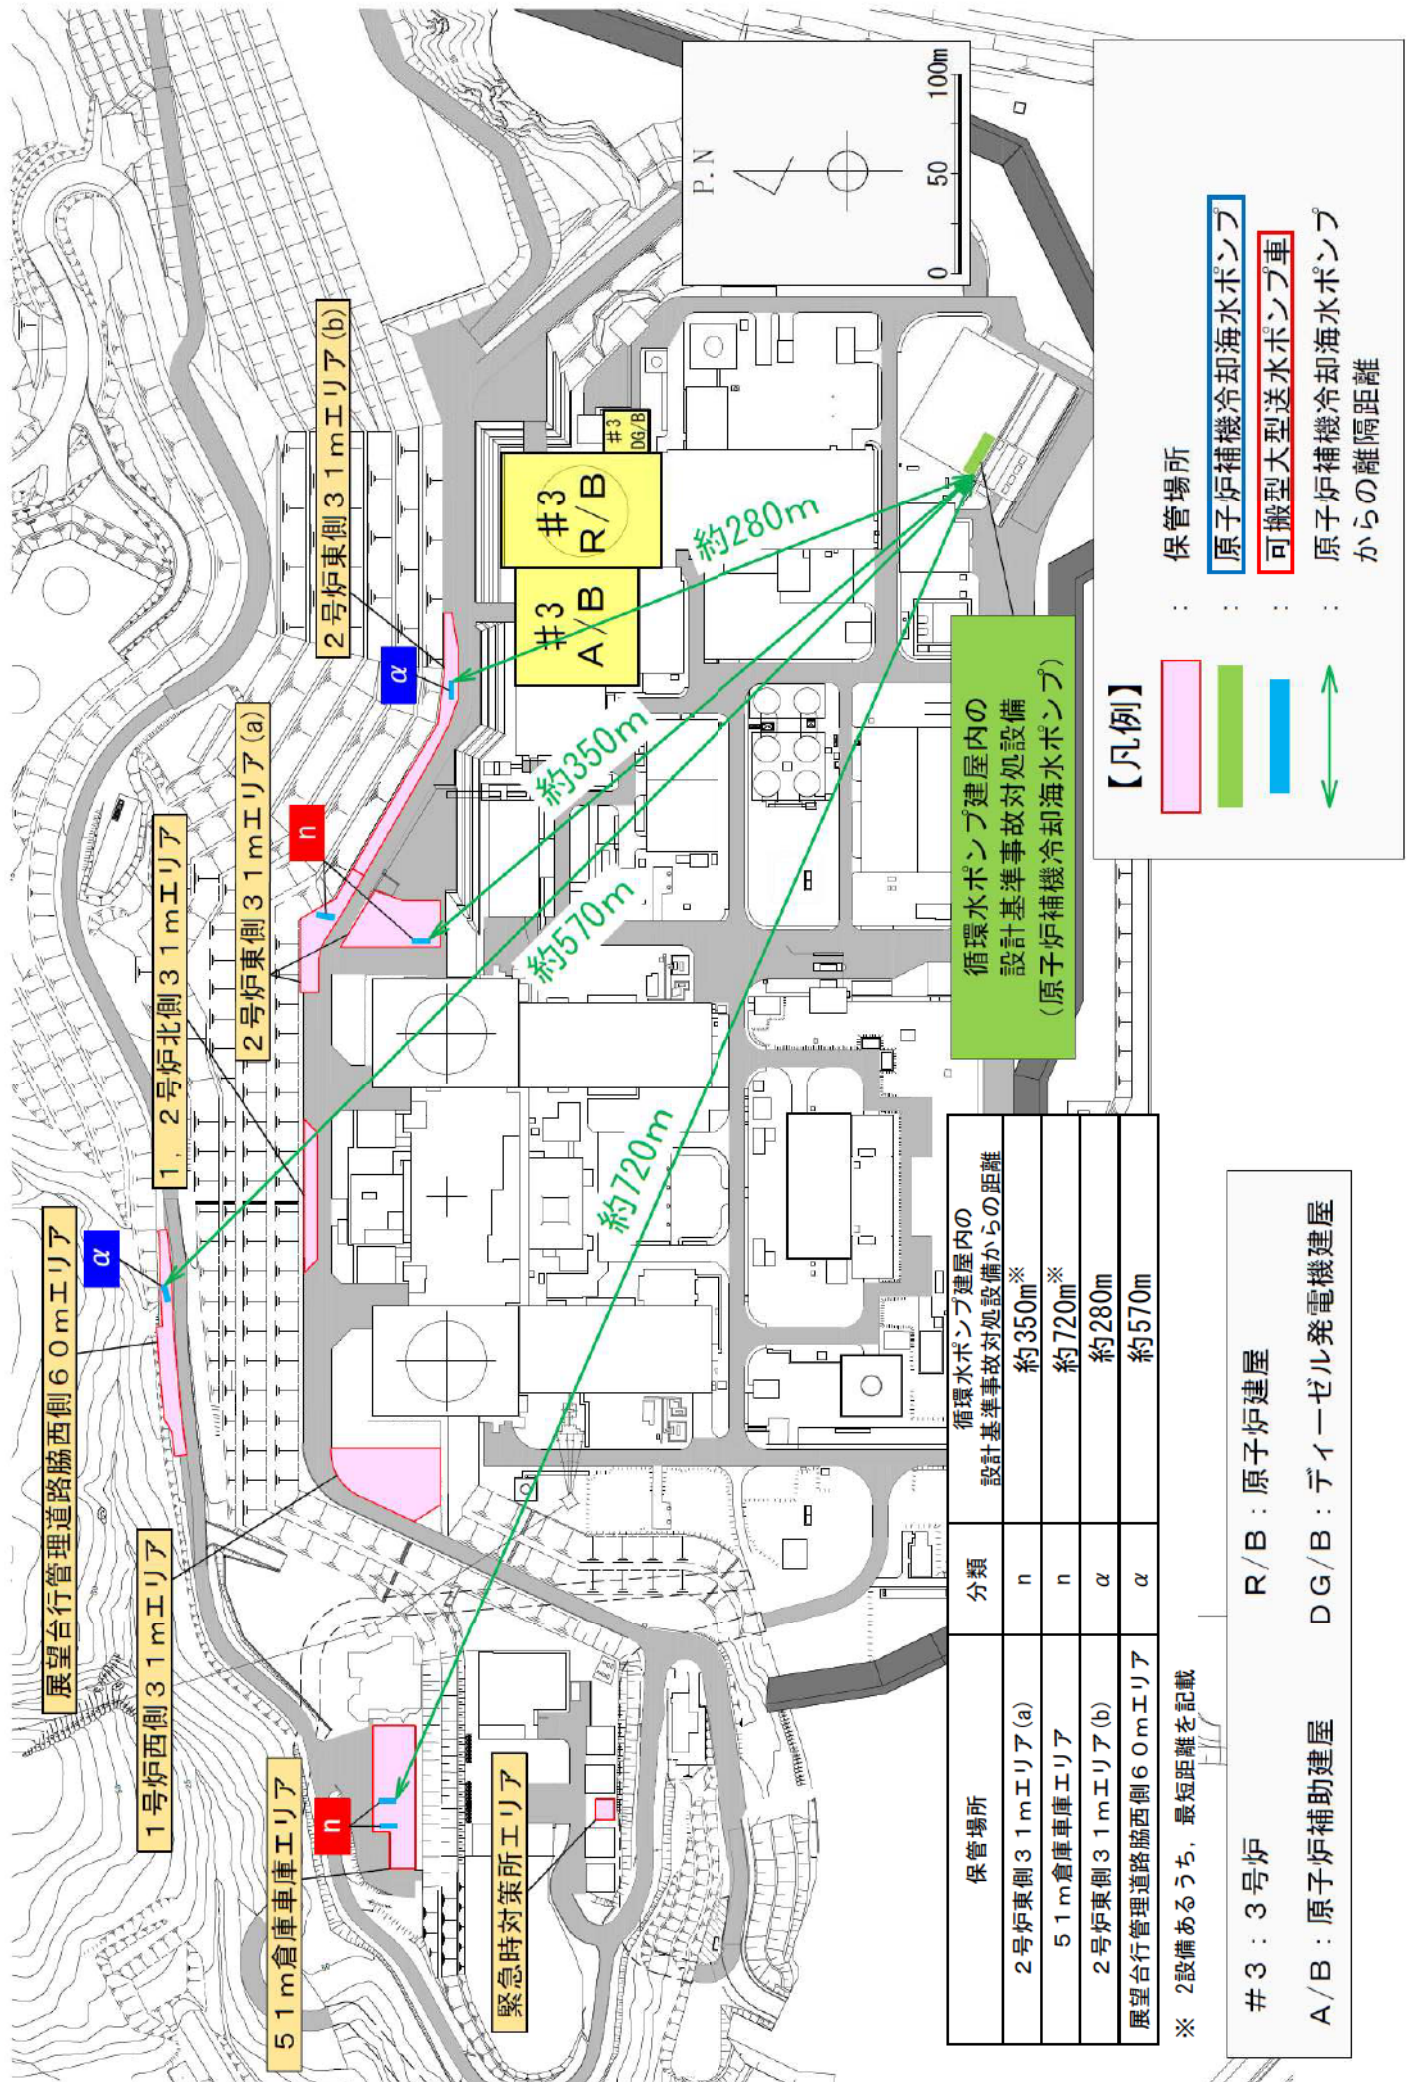 展望台行管理道路脇西側６０ｍエリア
α
１号炉西側３１ｍエリア
１，２号炉北側３１ｍエリア
２号炉東側３１ｍエリア(a)
n
２号炉東側３１ｍエリア(b)
α
５１ｍ倉庫車庫エリア
n
緊急時対策所エリア
#3
R/B
#3
A/B
#3
DG/B
約280m
約350m
約570m
約720m
P.N
0
50
100m
循環水ポンプ建屋内の
設計基準事故対処設備
(原子炉補機冷却海水ポンプ)
【凡例】
： 保管場所
： 原子炉補機冷却海水ポンプ
： 可搬型大型送水ポンプ車
： 原子炉補機冷却海水ポンプ
からの離隔距離
保管場所 分類 循環水ポンプ建屋内の
設計基準事故対処設備からの距離
２号炉東側３１ｍエリア(a) n 約350m※
５１ｍ倉庫車庫エリア n 約720m※
２号炉東側３１ｍエリア(b) α 約280m
展望台行管理道路脇西側６０ｍエリア α 約570m
※ 2設備あるうち，最短距離を記載
＃３：３号炉 R/B：原子炉建屋
A/B：原子炉補助建屋 DG/B：ディーゼル発電機建屋